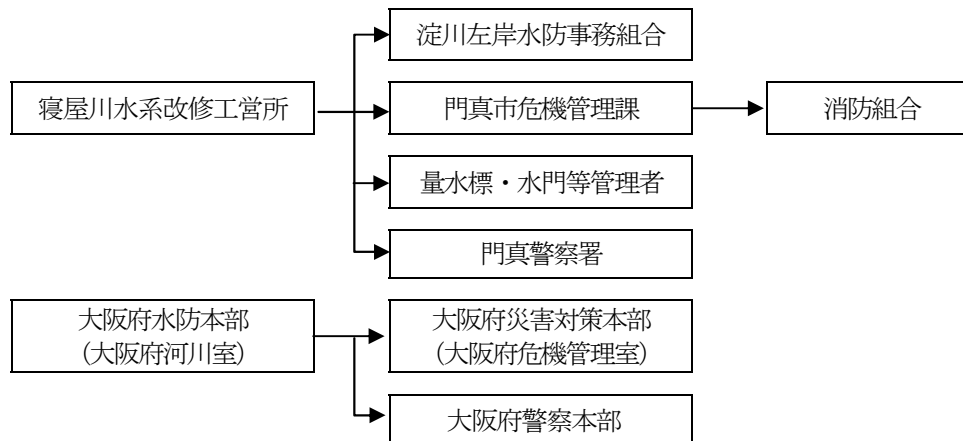 淀川左岸水防事務組合
寝屋川水系改修工営所
門真市危機管理課
消防組合
量水標・水門等管理者
門真警察署
大阪府水防本部
（大阪府河川室）
大阪府災害対策本部
（大阪府危機管理室）
大阪府警察本部